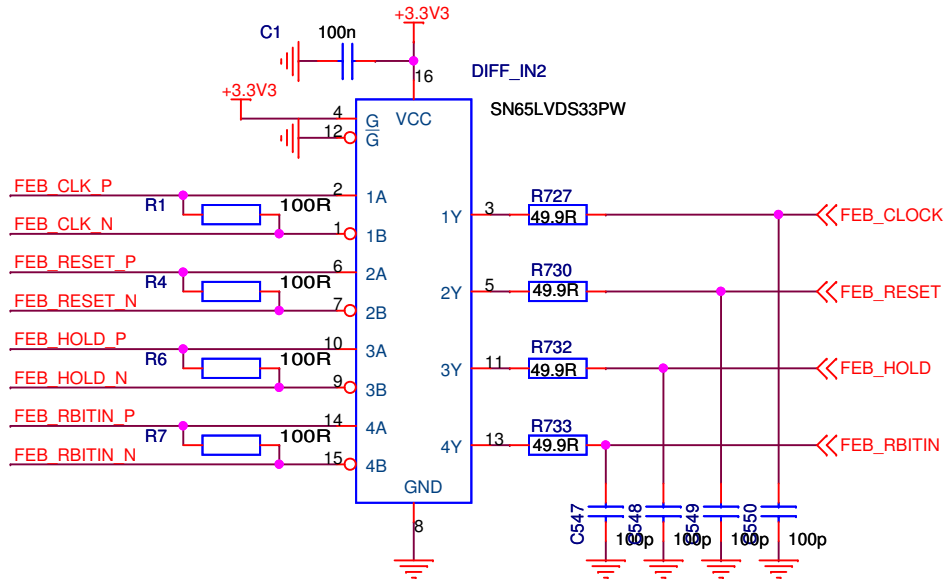 +3.3V3
C1 100n
16 DIFF_IN2
+3.3V3
SN65LVDS33PW
4 G VCC
12 G
FEB_CLK_P 2 1A R727
R1 100R 1Y 3 49.9R FEB_CLOCK
FEB_CLK_N 1 1B
FEB_RESET_P 6 2A R730
R4 100R 2Y 5 49.9R FEB_RESET
FEB_RESET_N 7 2B
FEB_HOLD_P 10 3A R732
R6 100R 3Y 11 49.9R FEB_HOLD
FEB_HOLD_N 9 3B
FEB_RBITIN_P 14 4A R733
R7 100R 4Y 13 49.9R FEB_RBITIN
FEB_RBITIN_N 15 4B
GND
8 C547 C548 C549 C550
100p 100p 100p 100p